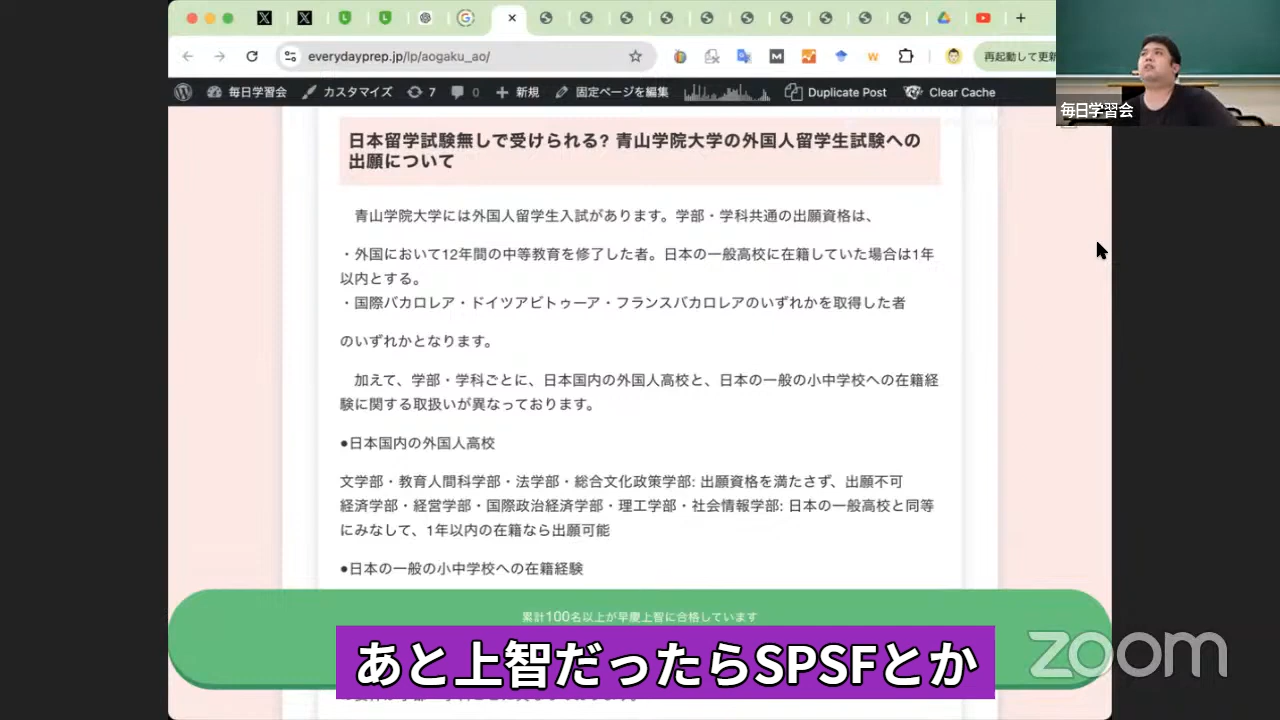 everydayprep.jp/lp/aogaku_ao/
再起動して更新
毎日学習会
カスタマイズ
7
0
新規
固定ページを編集
Duplicate Post
Clear Cache
毎日学習会
日本留学試験無しで受けられる? 青山学院大学の外国人留学生試験への
出願について
青山学院大学には外国人留学生入試があります。学部・学科共通の出願資格は、
・外国において12年間の中等教育を修了した者。日本の一般高校に在籍していた場合は1年
以内とする。
・国際バカロレア・ドイツアビトゥーア・フランスバカロレアのいずれかを取得した者
のいずれかとなります。
加えて、学部・学科ごとに、日本国内の外国人高校と、日本の一般の小中学校への在籍経
験に関する取扱いが異なっております。
●日本国内の外国人高校
文学部・教育人間科学部・法学部・総合文化政策学部: 出願資格を満たさず、出願不可
経済学部・経営学部・国際政治経済学部・理工学部・社会情報学部: 日本の一般高校と同等
にみなして、1年以内の在籍なら出願可能
●日本の一般の小中学校への在籍経験
累計100名以上が早慶上智に合格しています
あと上智だったらSPSFとか
zoom